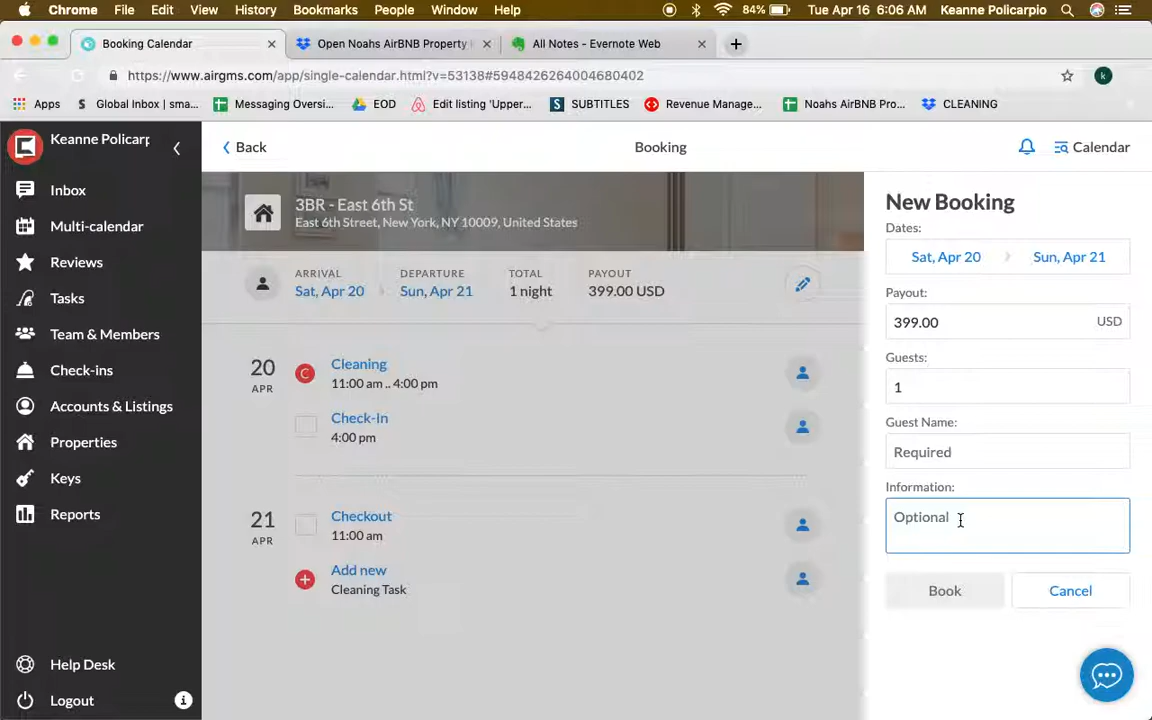 Chrome File Edit View History Bookmarks People Window Help 84% Tue Apr 16 6:06 AM Keanne Policarpio
Booking Calendar Open Noahs AirBNB Property All Notes - Evernote Web
https://www.airgms.com/app/single-calendar.html?v=53138#5948426264004680402 k
Apps S Global Inbox | sma... Messaging Oversi... EOD Edit listing 'Upper... S SUBTITLES Revenue Manage... Noahs AirBNB Pro... CLEANING
Keanne Policarp
Inbox
Multi-calendar
Reviews
Tasks
Team & Members
Check-ins
Accounts & Listings
Properties
Keys
Reports
Help Desk
Logout
Back Booking Calendar
3BR - East 6th St
East 6th Street, New York, NY 10009, United States
ARRIVAL DEPARTURE TOTAL PAYOUT
Sat, Apr 20 Sun, Apr 21 1 night 399.00 USD
20 APR
C Cleaning
11:00 am .. 4:00 pm
Check-In
4:00 pm
21 APR
Checkout
11:00 am
Add new
Cleaning Task
New Booking
Dates:
Sat, Apr 20 Sun, Apr 21
Payout:
399.00 USD
Guests:
1
Guest Name:
Required
Information:
Optional
Book Cancel